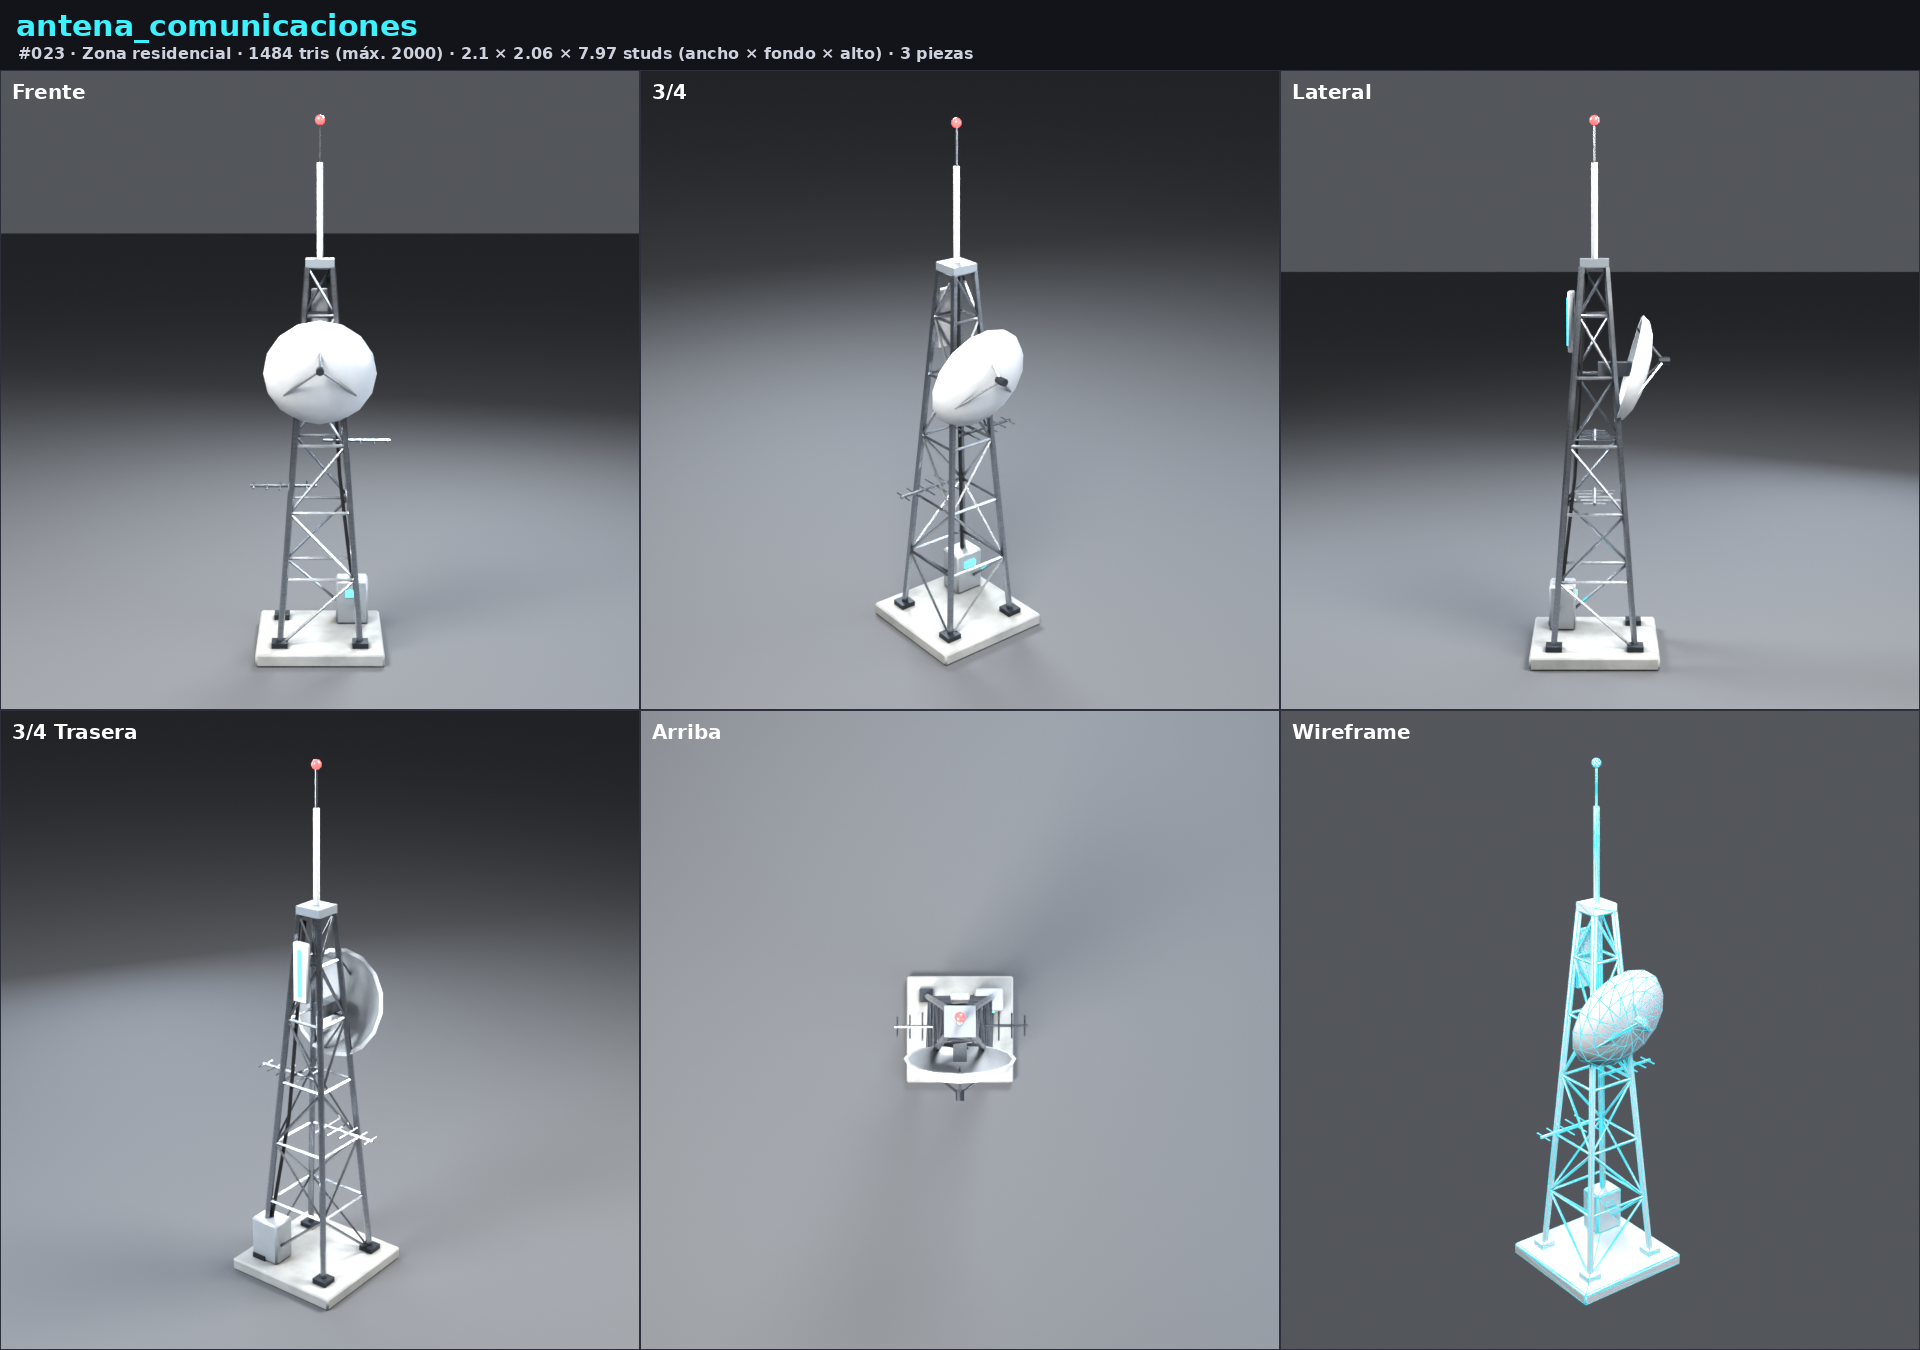 antena_comunicaciones
#023 · Zona residencial · 1484 tris (máx. 2000) · 2.1 × 2.06 × 7.97 studs (ancho × fondo × alto) · 3 piezas
Frente
3/4
Lateral
3/4 Trasera
Arriba
Wireframe